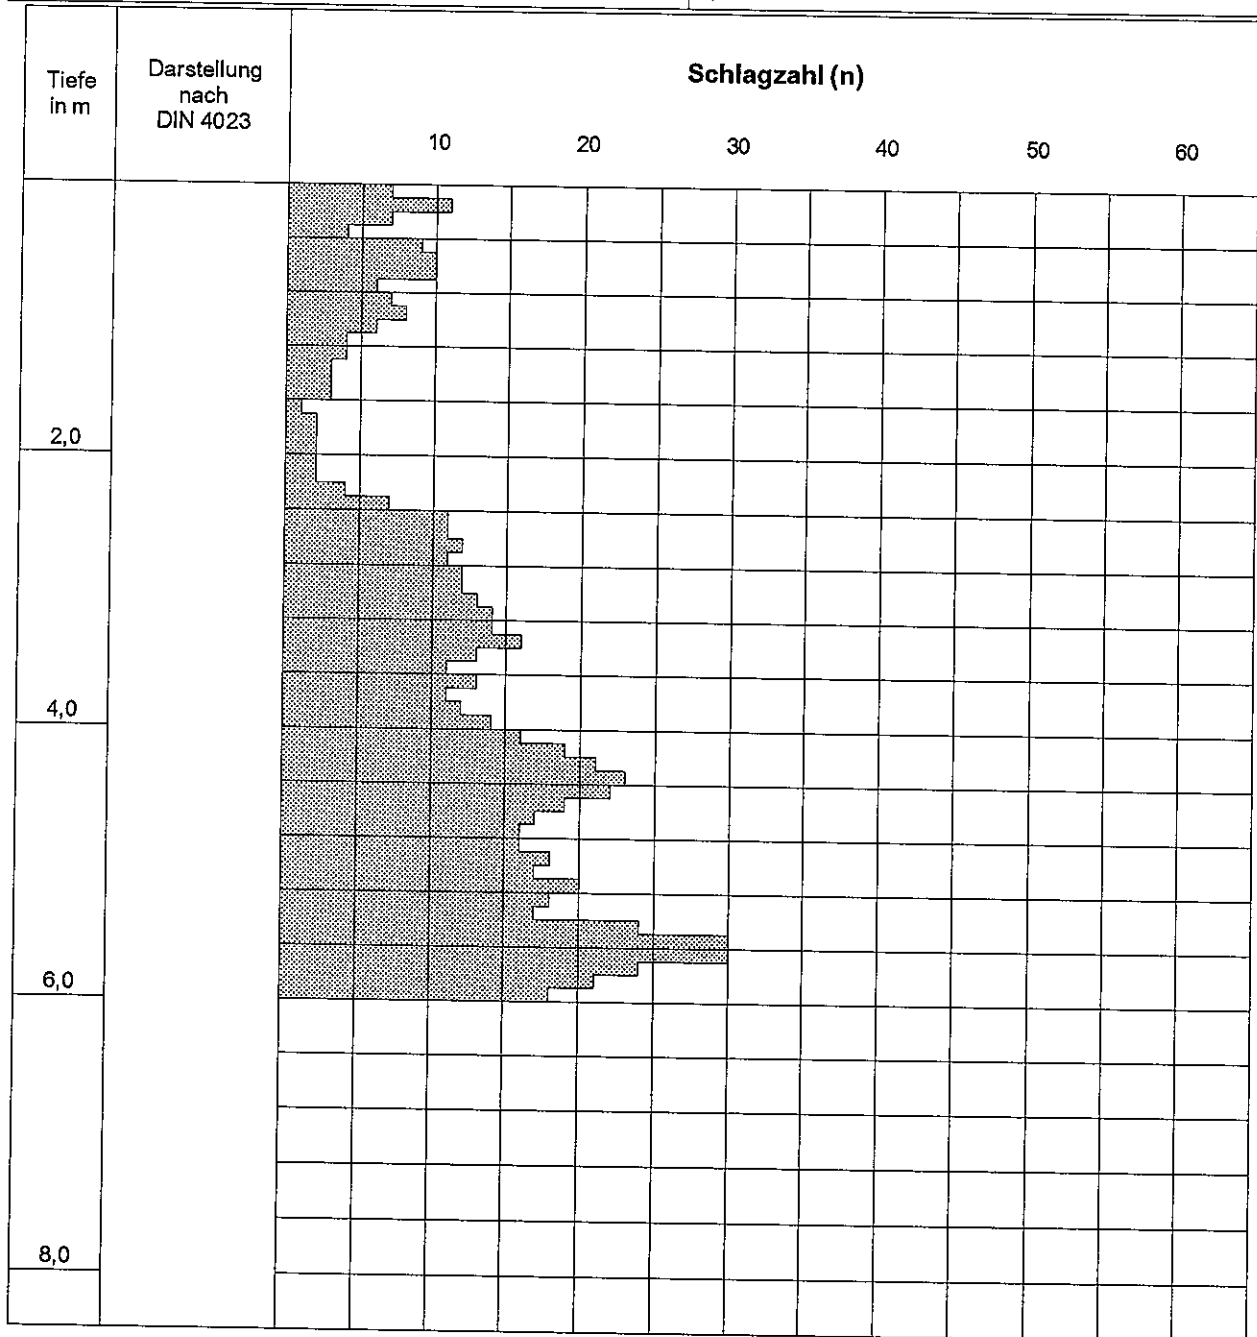 Tiefe
in m
Darstellung
nach
DIN 4023
Schlagzahl (n)
10 20 30 40 50 60
2,0
4,0
6,0
8,0